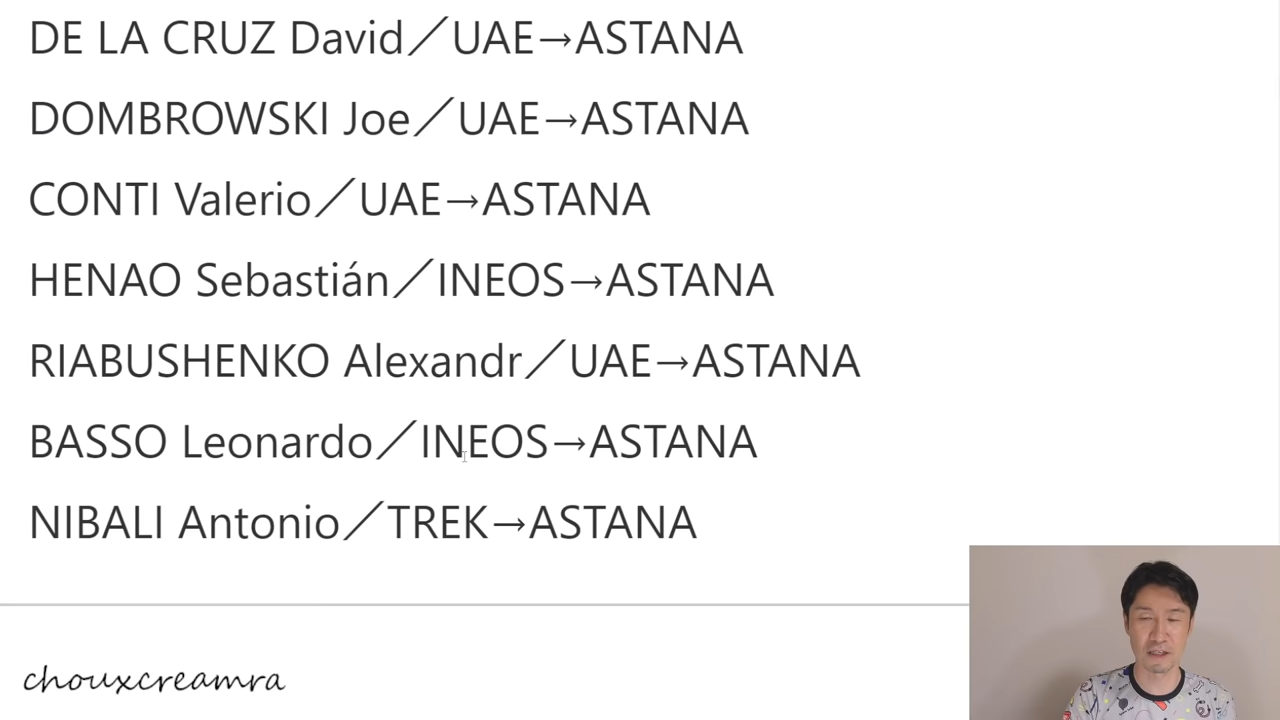 DE LA CRUZ David／UAE→ASTANA
DOMBROWSKI Joe／UAE→ASTANA
CONTI Valerio／UAE→ASTANA
HENAO Sebastián／INEOS→ASTANA
RIABUSHENKO Alexandr／UAE→ASTANA
BASSO Leonardo／INEOS→ASTANA
NIBALI Antonio／TREK→ASTANA
chouxcreamra